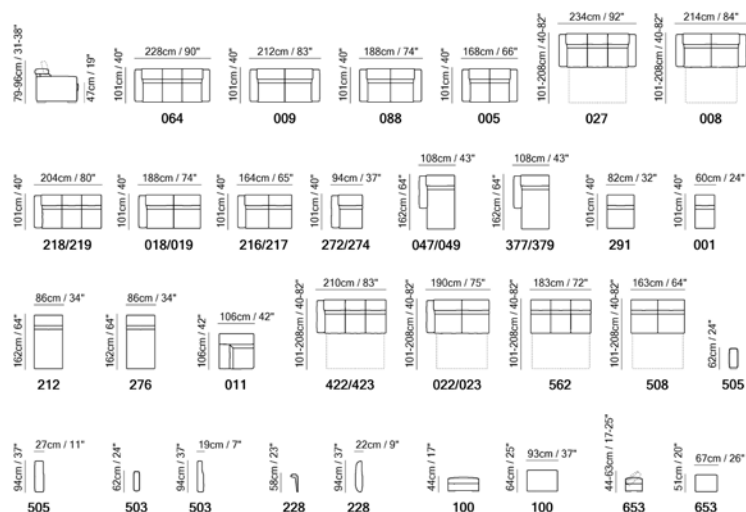 79-96cm / 31-38"
47cm / 19"
228cm / 90"
101cm / 40"
064
212cm / 83"
101cm / 40"
009
188cm / 74"
101cm / 40"
088
168cm / 66"
101cm / 40"
005
234cm / 92"
101-208cm / 40-82"
027
214cm / 84"
101-208cm / 40-82"
008
204cm / 80"
101cm / 40"
218/219
188cm / 74"
101cm / 40"
018/019
164cm / 65"
101cm / 40"
216/217
94cm / 37"
101cm / 40"
272/274
108cm / 43"
162cm / 64"
047/049
108cm / 43"
162cm / 64"
377/379
82cm / 32"
101cm / 40"
291
60cm / 24"
101cm / 40"
001
86cm / 34"
162cm / 64"
212
86cm / 34"
162cm / 64"
276
106cm / 42"
106cm / 42"
011
210cm / 83"
101-208cm / 40-82"
422/423
190cm / 75"
101-208cm / 40-82"
022/023
183cm / 72"
101-208cm / 40-82"
562
163cm / 64"
101-208cm / 40-82"
508
62cm / 24"
505
27cm / 11"
94cm / 37"
505
62cm / 24"
503
19cm / 7"
94cm / 37"
503
58cm / 23"
228
22cm / 9"
94cm / 37"
228
44cm / 17"
100
93cm / 37"
64cm / 25"
100
44-63cm / 17-25"
653
67cm / 26"
51cm / 20"
653